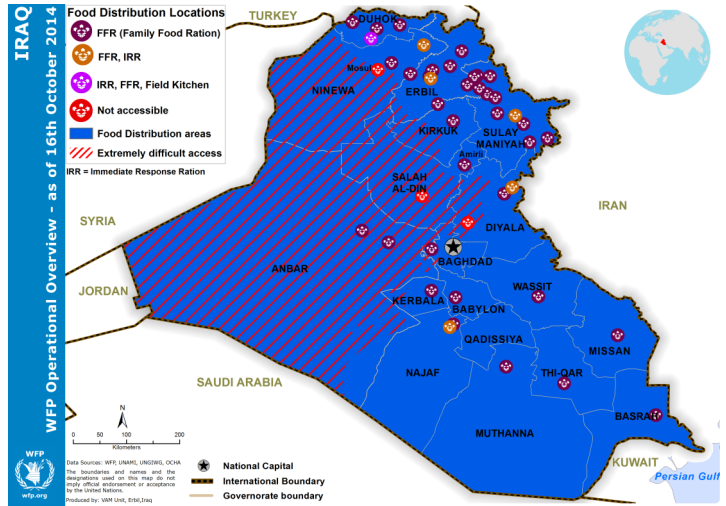 IRAQ
WFP Operational Overview - as of 16th October 2014
WFP
wfp.org
Food Distribution Locations
FFR (Family Food Ration)
FFR, IRR
IRR, FFR, Field Kitchen
Not accessible
Food Distribution areas
Extremely difficult access
IRR = Immediate Response Ration
TURKEY
DUHOK
Mosul
NINEWA
ERBIL
KIRKUK
SULAY
MANIYAH
Amirli
SALAH
AL-DIN
SYRIA
IRAN
DIYALA
ANBAR
BAGHDAD
JORDAN
WASSIT
KERBALA
BABYLON
QADISSIYA
MISSAN
NAJAF
THI-QAR
SAUDI ARABIA
BASRAH
MUTHANNA
KUWAIT
Persian Gulf
N
0 50 100 200
Kilometers
Data Sources: WFP, UNAMI, UNGIWG, OCHA
The boundaries and names and the
designations used on this map do not
imply official endorsement or acceptance
by the United Nations.
Produced by: VAM Unit, Erbil,Iraq
National Capital
International Boundary
Governorate boundary